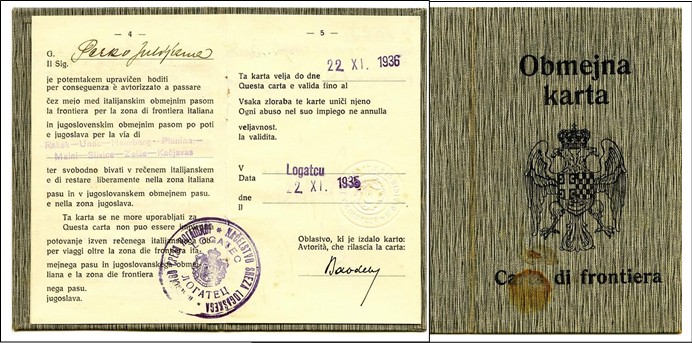 — 4 —
G.
Il Sig.
je potemtakem upravičen hoditi
per conseguenza è avtorizzato a passare
čez mejo med italijanskim obmejnim pasom
la frontiera per la zona di frontiera italiana
in jugoslovenskim obmejnim pasom po poti
e jugoslava per la via di
Planina
ter svobodno bivati v rečenem italijanskem
e di restare liberamente nella zona italiana
pasu in v jugoslovanskem obmejnem pasu.
e nella zona jugoslava.
Ta karta se ne more uporabljati za
Questa carta non puo essere
potovanje izven rečenega
per viaggi oltre la zona die frontiera ita-
mejnega pasu in jugoslovanskega
liana e la zona die frontiera
nega pasu.
jugoslava.
LOGATEC
ЛОГАТЕЦ
— 5 —
Ta karta velja do dne 22 XI. 1936
Questa carta e valida fino al
Vsaka zloraba te karte uniči njeno
Ogni abuso nel suo impiego ne annulla
veljavnost.
la validita.
V Logatcu
Data 22 XI. 1935
dne
il
Oblastvo, ki je izdalo karto:
Avtorità, che rilascia la carta:
Obmejna
karta
Carta di frontiera